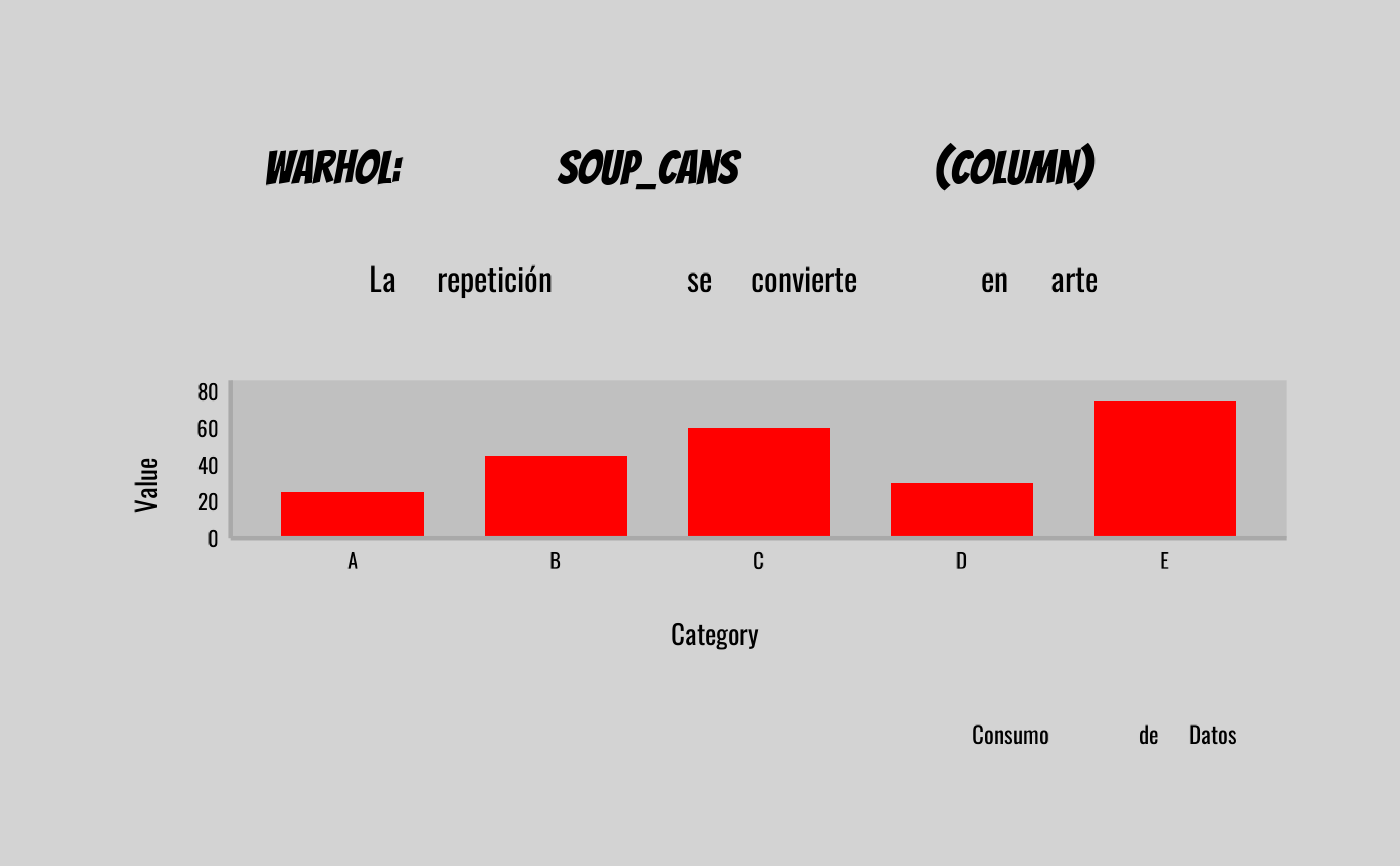 WARHOL: SOUP_CANS (COLUMN)
La repetición se convierte en arte
80
60
40
20
0
Value
A B C D E
Category
Consumo de Datos